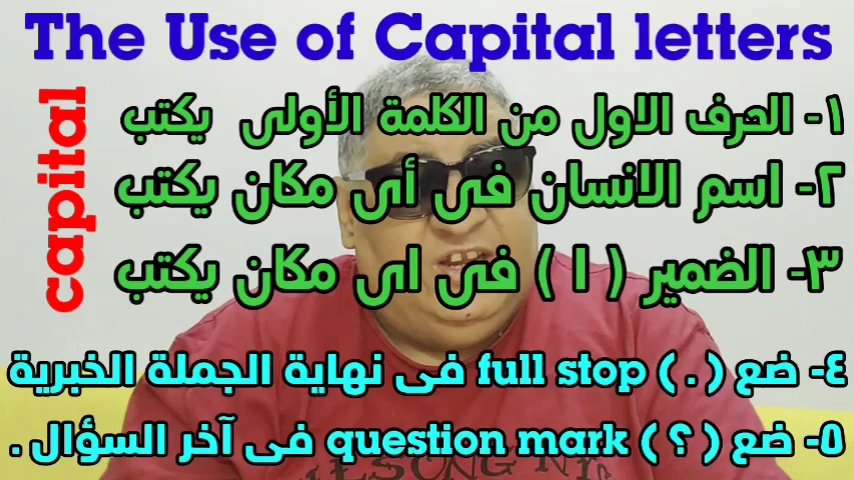 The Use of Capital letters
capital
١- الحرف الاول من الكلمة الأولى يكتب
٢- اسم الانسان فى أى مكان يكتب
٣- الضمير ( I ) فى اى مكان يكتب
٤- ضع ( . ) full stop فى نهاية الجملة الخبرية
٥- ضع ( ؟ ) question mark فى آخر السؤال .